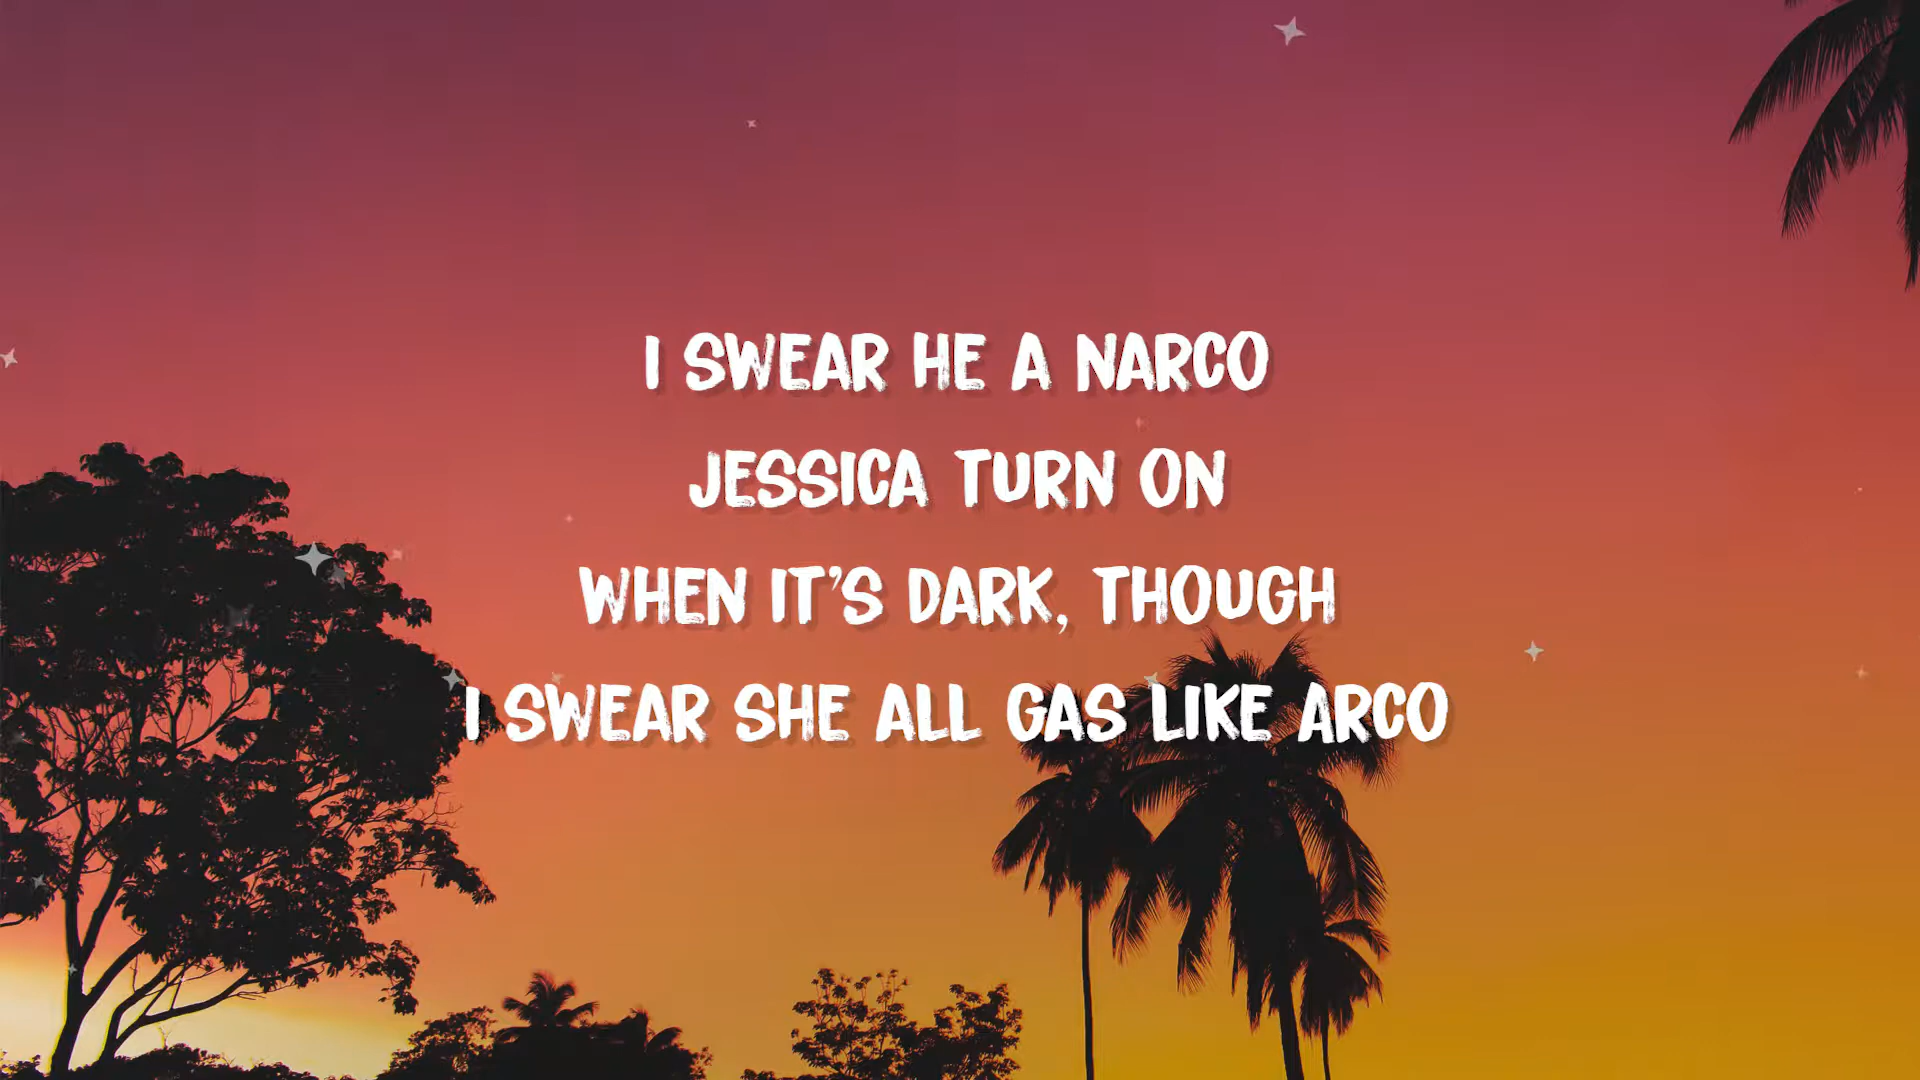 I SWEAR HE A NARCO
JESSICA TURN ON
WHEN IT'S DARK, THOUGH
I SWEAR SHE ALL GAS LIKE ARCO